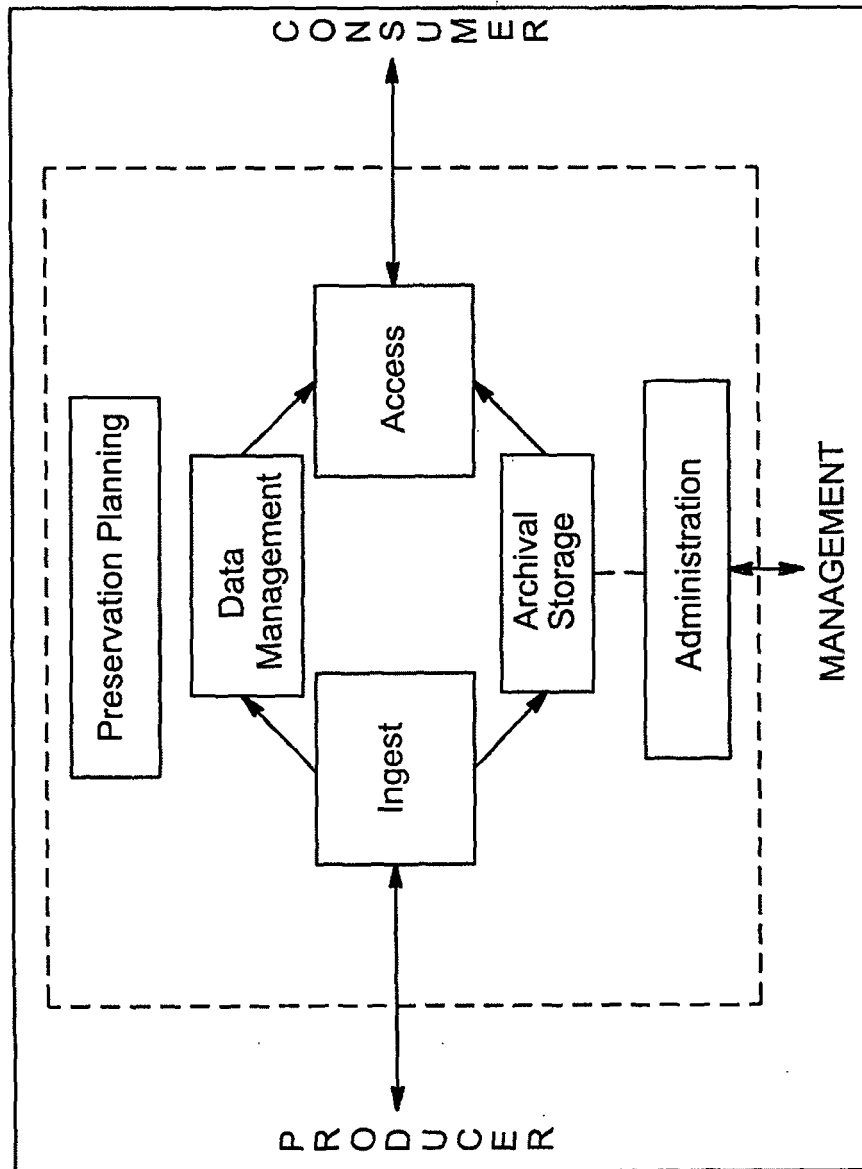 Preservation Planning
Data
Management
PRODUCER
Ingest
Access
CONSUMER
Archival
Storage
Administration
MANAGEMENT